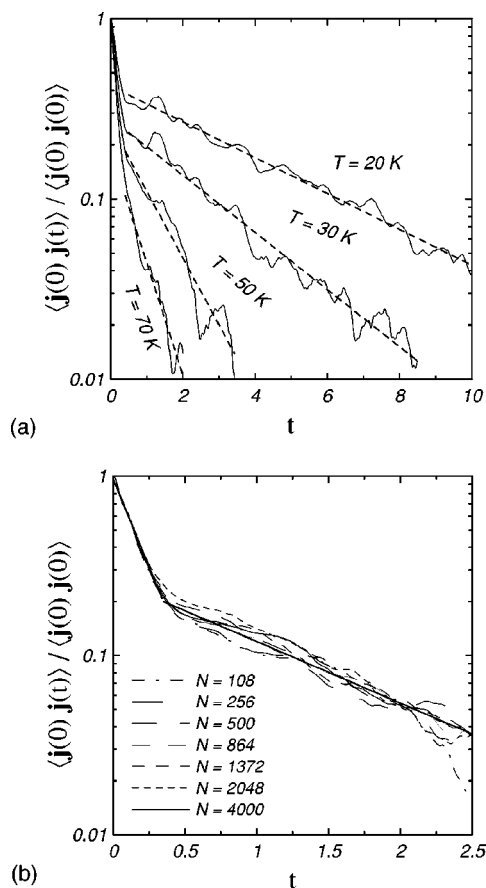 1
0.1
0.01
⟨j(0) j(t)⟩ / ⟨j(0) j(0)⟩
T = 20 K
T = 30 K
T = 50 K
T = 70 K
0 2 4 6 8 10
t
(a)
1
0.1
0.01
⟨j(0) j(t)⟩ / ⟨j(0) j(0)⟩
N = 108
N = 256
N = 500
N = 864
N = 1372
N = 2048
N = 4000
0 0.5 1 1.5 2 2.5
t
(b)